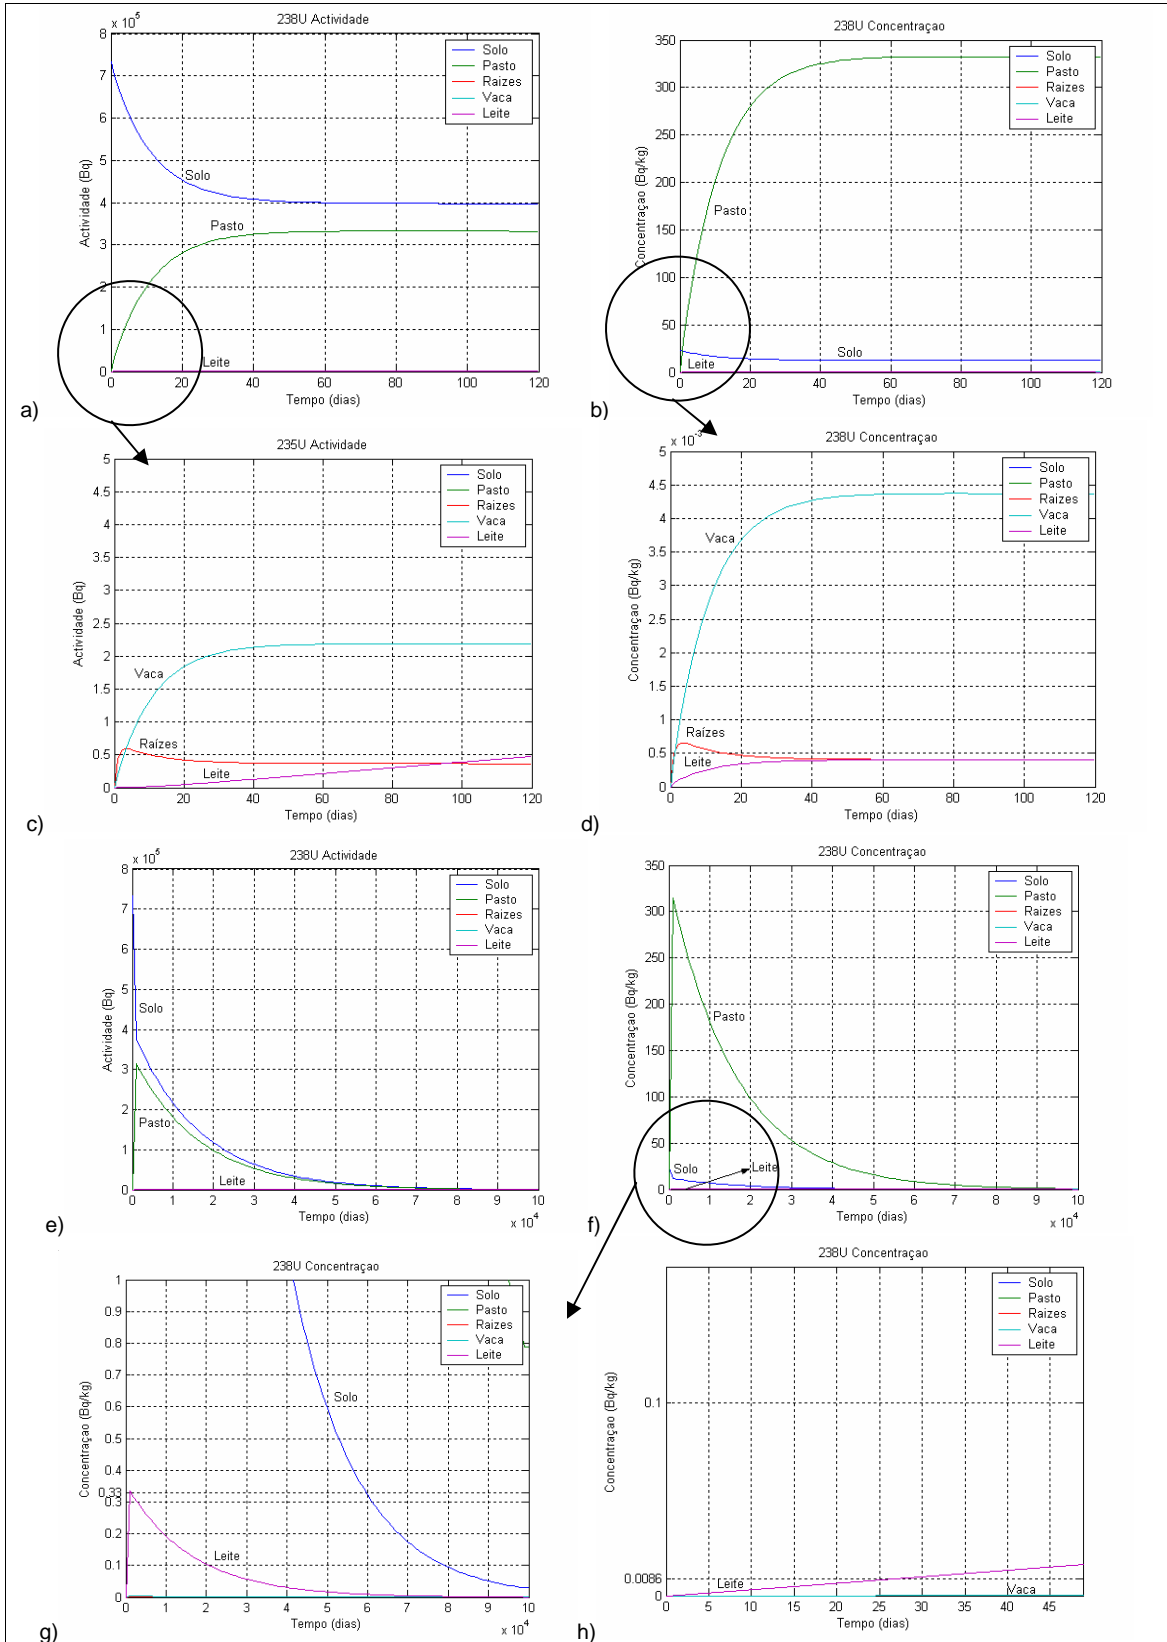 238U Actividade
x 10^5
8
7
6
5
4
3
2
1
0
0 20 40 60 80 100 120
Actividade (Bq)
Tempo (dias)
Solo
Pasto
Raizes
Vaca
Leite
Solo
Pasto
Leite
a)
238U Concentraçao
350
300
250
200
150
100
50
0
0 20 40 60 80 100 120
Concentraçao (Bq/kg)
Tempo (dias)
Solo
Pasto
Raizes
Vaca
Leite
Pasto
Solo
Leite
b)
235U Actividade
5
4.5
4
3.5
3
2.5
2
1.5
1
0.5
0
0 20 40 60 80 100 120
Actividade (Bq)
Tempo (dias)
Solo
Pasto
Raizes
Vaca
Leite
Vaca
Raízes
Leite
c)
238U Concentraçao
x 10^-3
5
4.5
4
3.5
3
2.5
2
1.5
1
0.5
0
0 20 40 60 80 100 120
Concentraçao (Bq/kg)
Tempo (dias)
Solo
Pasto
Raizes
Vaca
Leite
Vaca
Raízes
Leite
d)
238U Actividade
x 10^5
8
7
6
5
4
3
2
1
0
0 1 2 3 4 5 6 7 8 9 10
x 10^4
Actividade (Bq)
Tempo (dias)
Solo
Pasto
Raizes
Vaca
Leite
Solo
Pasto
Leite
e)
238U Concentraçao
350
300
250
200
150
100
50
0
0 1 2 3 4 5 6 7 8 9 10
x 10^4
Concentraçao (Bq/kg)
Tempo (dias)
Solo
Pasto
Raizes
Vaca
Leite
Pasto
Solo
Leite
f)
238U Concentraçao
1
0.9
0.8
0.7
0.6
0.5
0.4
0.33
0.3
0.2
0.1
0
0 1 2 3 4 5 6 7 8 9 10
x 10^4
Concentraçao (Bq/kg)
Tempo (dias)
Solo
Pasto
Raizes
Vaca
Leite
Solo
Leite
g)
238U Concentraçao
0.1
0.0086
0
0 5 10 15 20 25 30 35 40 45
Concentraçao (Bq/kg)
Tempo (dias)
Solo
Pasto
Raizes
Vaca
Leite
Leite
Vaca
h)